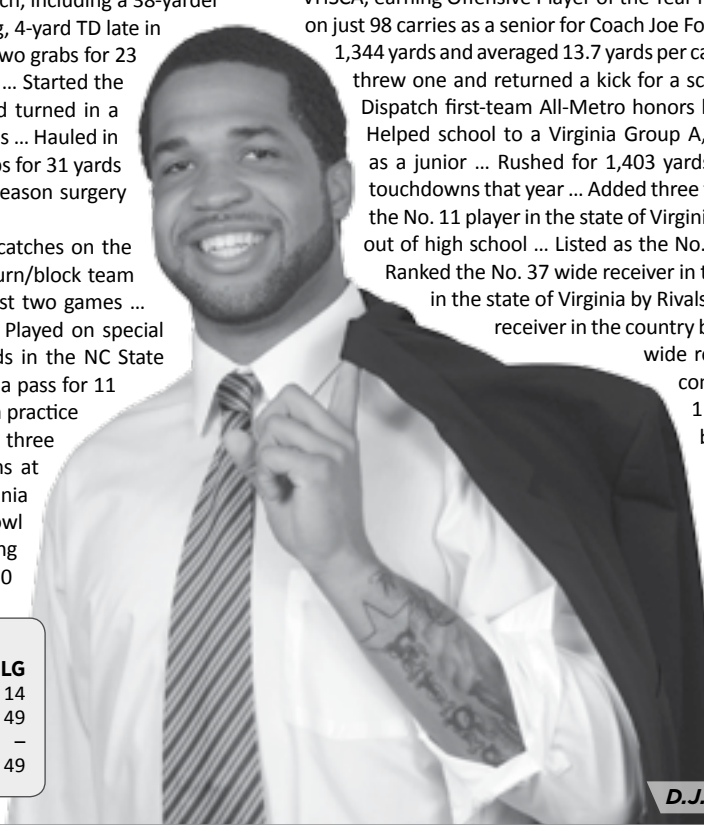 ch, including a 38-yarder
g, 4-yard TD late in
wo grabs for 23
... Started the
d turned in a
s ... Hauled in
bs for 31 yards
eason surgery
catches on the
urn/block team
st two games ...
Played on special
ds in the NC State
a pass for 11
n practice
three
ns at
nia
owl
ng
0
LG
14
49
–
49
VHSCA, earning Offensive Player of the Year
on just 98 carries as a senior for Coach Joe Fo
1,344 yards and averaged 13.7 yards per ca
threw one and returned a kick for a sc
Dispatch first-team All-Metro honors
Helped school to a Virginia Group A,
as a junior ... Rushed for 1,403 yards
touchdowns that year ... Added three
the No. 11 player in the state of Virgini
out of high school ... Listed as the No.
Ranked the No. 37 wide receiver in t
in the state of Virginia by Rivals
receiver in the country b
wide re
con
1
b
D.J.